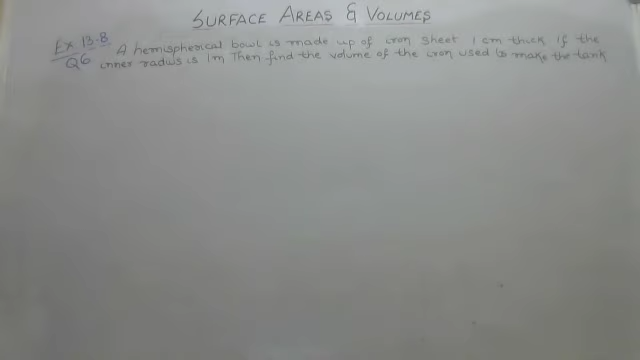 SURFACE AREAS & VOLUMES
Ex 13.8 A hemispherical bowl is made up of iron sheet 1 cm thick if the
Q6 inner radius is 1m Then find the volume of the iron used to make the tank